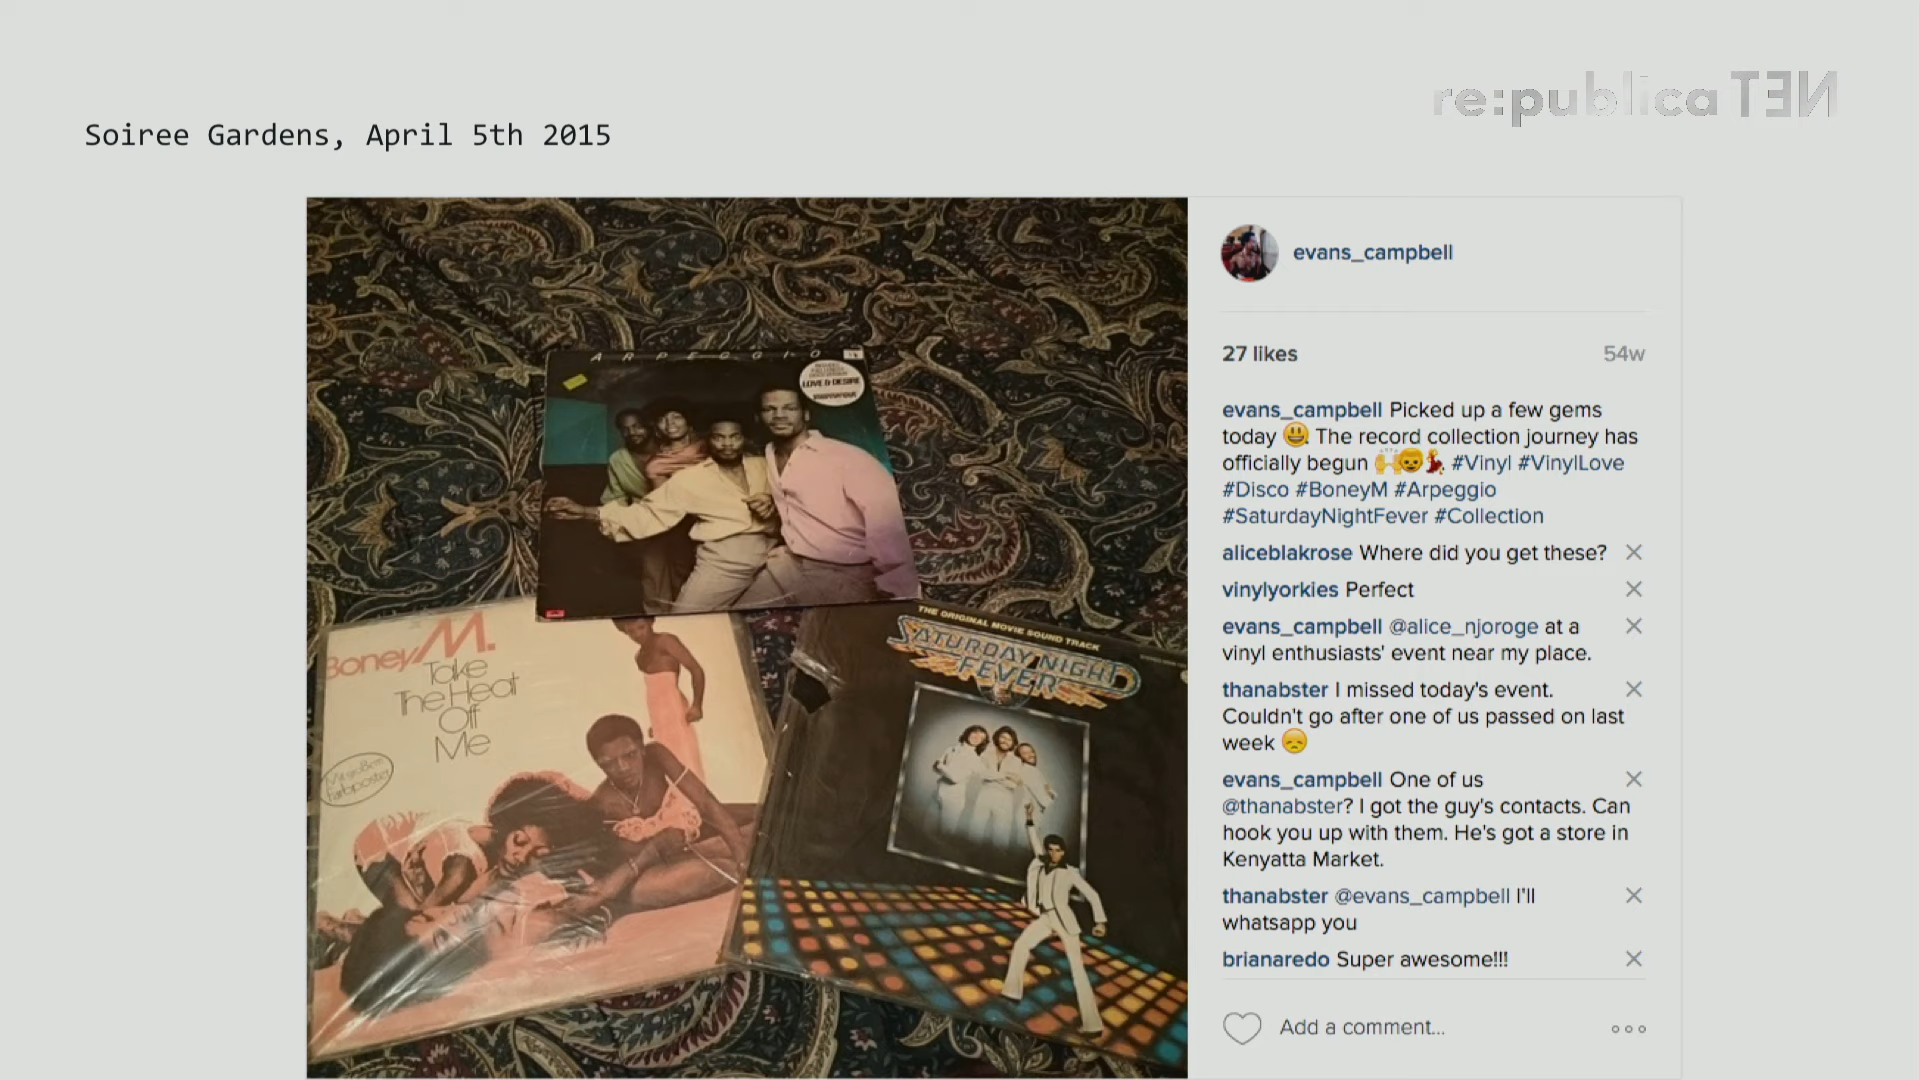 re:publica TEN
Soiree Gardens, April 5th 2015
evans_campbell
27 likes
54w
evans_campbell Picked up a few gems
today 😃. The record collection journey has
officially begun 🙌👦💃 #Vinyl #VinylLove
#Disco #BoneyM #Arpeggio
#SaturdayNightFever #Collection
aliceblakrose Where did you get these?
vinylyorkies Perfect
evans_campbell @alice_njoroge at a
vinyl enthusiasts' event near my place.
thanabster I missed today's event.
Couldn't go after one of us passed on last
week 😞
evans_campbell One of us
@thanabster? I got the guy's contacts. Can
hook you up with them. He's got a store in
Kenyatta Market.
thanabster @evans_campbell I'll
whatsapp you
brianaredo Super awesome!!!
Add a comment...
ARPEGGIO
LOVE & DESIRE
Boney M.
Take
The Heat
Off
Me
THE ORIGINAL MOVIE SOUND TRACK
SATURDAY NIGHT
FEVER